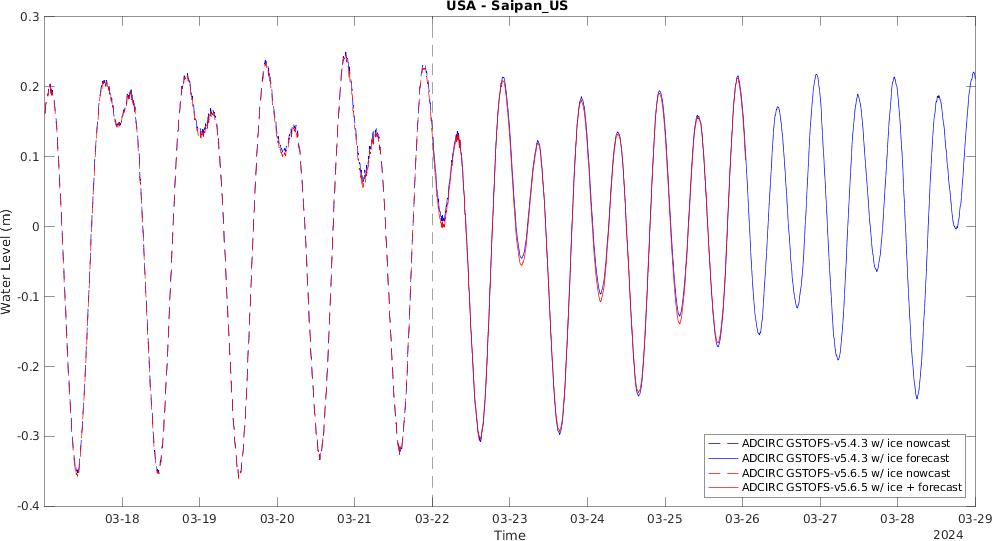 USA - Saipan_US
0.3
0.2
0.1
0
-0.1
-0.2
-0.3
-0.4
Water Level (m)
ADCIRC GSTOFS-v5.4.3 w/ ice nowcast
ADCIRC GSTOFS-v5.4.3 w/ ice forecast
ADCIRC GSTOFS-v5.6.5 w/ ice nowcast
ADCIRC GSTOFS-v5.6.5 w/ ice + forecast
03-18 03-19 03-20 03-21 03-22 03-23 03-24 03-25 03-26 03-27 03-28 03-29
Time
2024